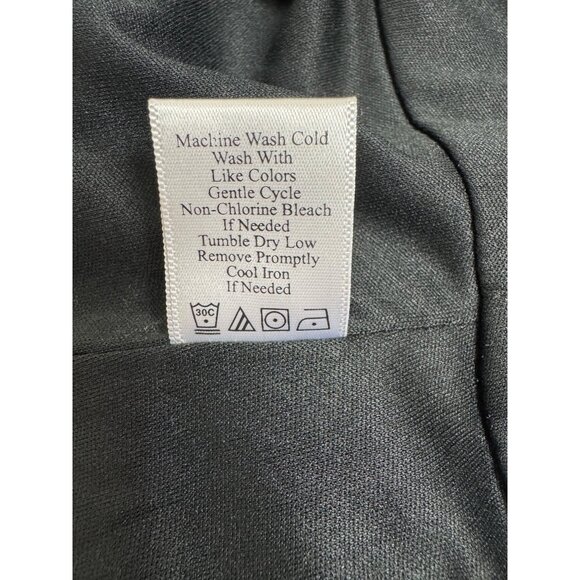 Machine Wash Cold
Wash With
Like Colors
Gentle Cycle
Non-Chlorine Bleach
If Needed
Tumble Dry Low
Remove Promptly
Cool Iron
If Needed
30C